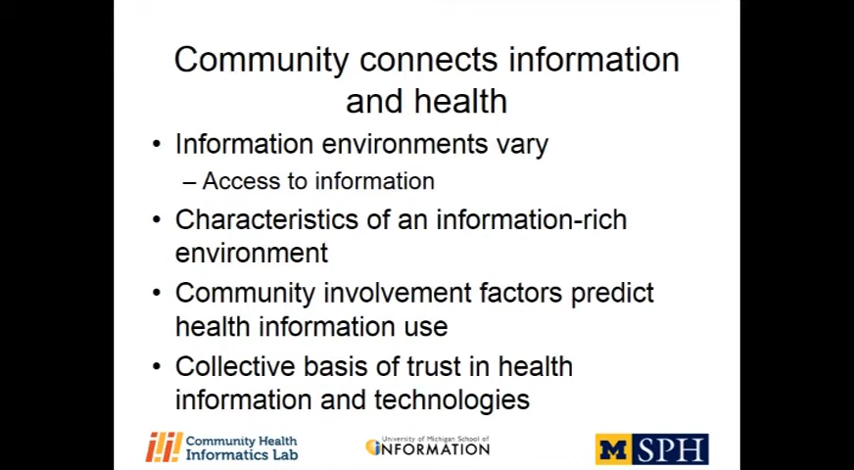 Community connects information
and health
• Information environments vary
– Access to information
• Characteristics of an information-rich
environment
• Community involvement factors predict
health information use
• Collective basis of trust in health
information and technologies
Community Health
Informatics Lab
University of Michigan School of
iNFORMATION
M SPH